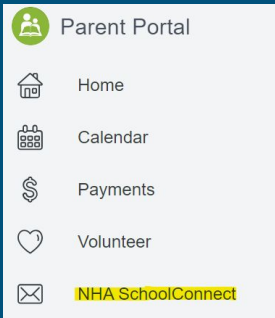 Parent Portal
Home
Calendar
Payments
Volunteer
NHA SchoolConnect